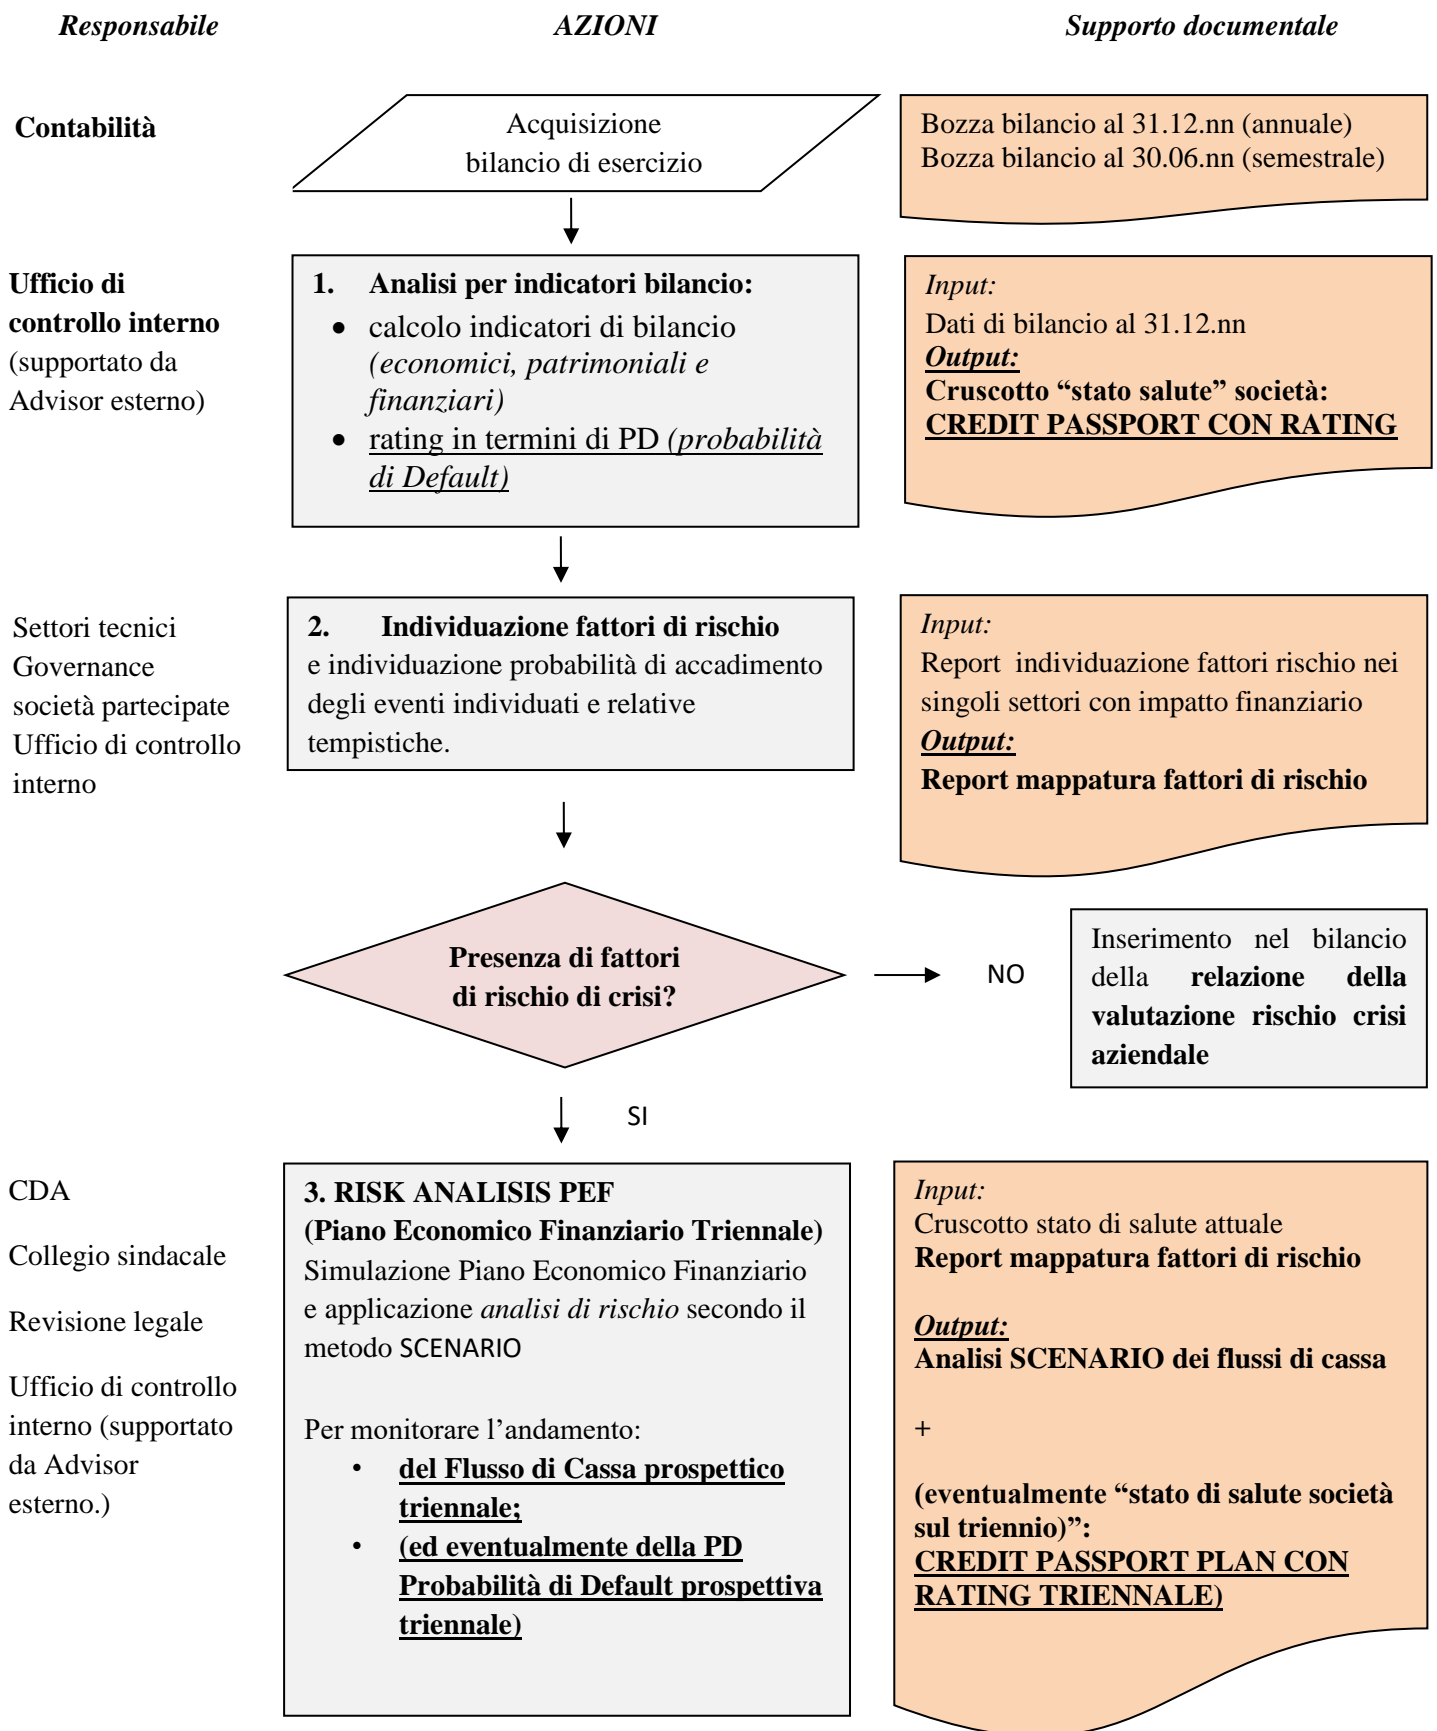 Responsabile
AZIONI
Supporto documentale
Contabilità
Acquisizione
bilancio di esercizio
Bozza bilancio al 31.12.nn (annuale)
Bozza bilancio al 30.06.nn (semestrale)
Ufficio di
controllo interno
(supportato da
Advisor esterno)
1. Analisi per indicatori bilancio:
• calcolo indicatori di bilancio
(economici, patrimoniali e
finanziari)
• rating in termini di PD (probabilità
di Default)
Input:
Dati di bilancio al 31.12.nn
Output:
Cruscotto “stato salute” società:
CREDIT PASSPORT CON RATING
Settori tecnici
Governance
società partecipate
Ufficio di controllo
interno
2. Individuazione fattori di rischio
e individuazione probabilità di accadimento
degli eventi individuati e relative
tempistiche.
Input:
Report individuazione fattori rischio nei
singoli settori con impatto finanziario
Output:
Report mappatura fattori di rischio
Presenza di fattori
di rischio di crisi?
NO
Inserimento nel bilancio
della relazione della
valutazione rischio crisi
aziendale
SI
CDA
Collegio sindacale
Revisione legale
Ufficio di controllo
interno (supportato
da Advisor
esterno.)
3. RISK ANALISIS PEF
(Piano Economico Finanziario Triennale)
Simulazione Piano Economico Finanziario
e applicazione analisi di rischio secondo il
metodo SCENARIO
Per monitorare l’andamento:
• del Flusso di Cassa prospettico
triennale;
• (ed eventualmente della PD
Probabilità di Default prospettiva
triennale)
Input:
Cruscotto stato di salute attuale
Report mappatura fattori di rischio
Output:
Analisi SCENARIO dei flussi di cassa
+
(eventualmente “stato di salute società
sul triennio)”:
CREDIT PASSPORT PLAN CON
RATING TRIENNALE)